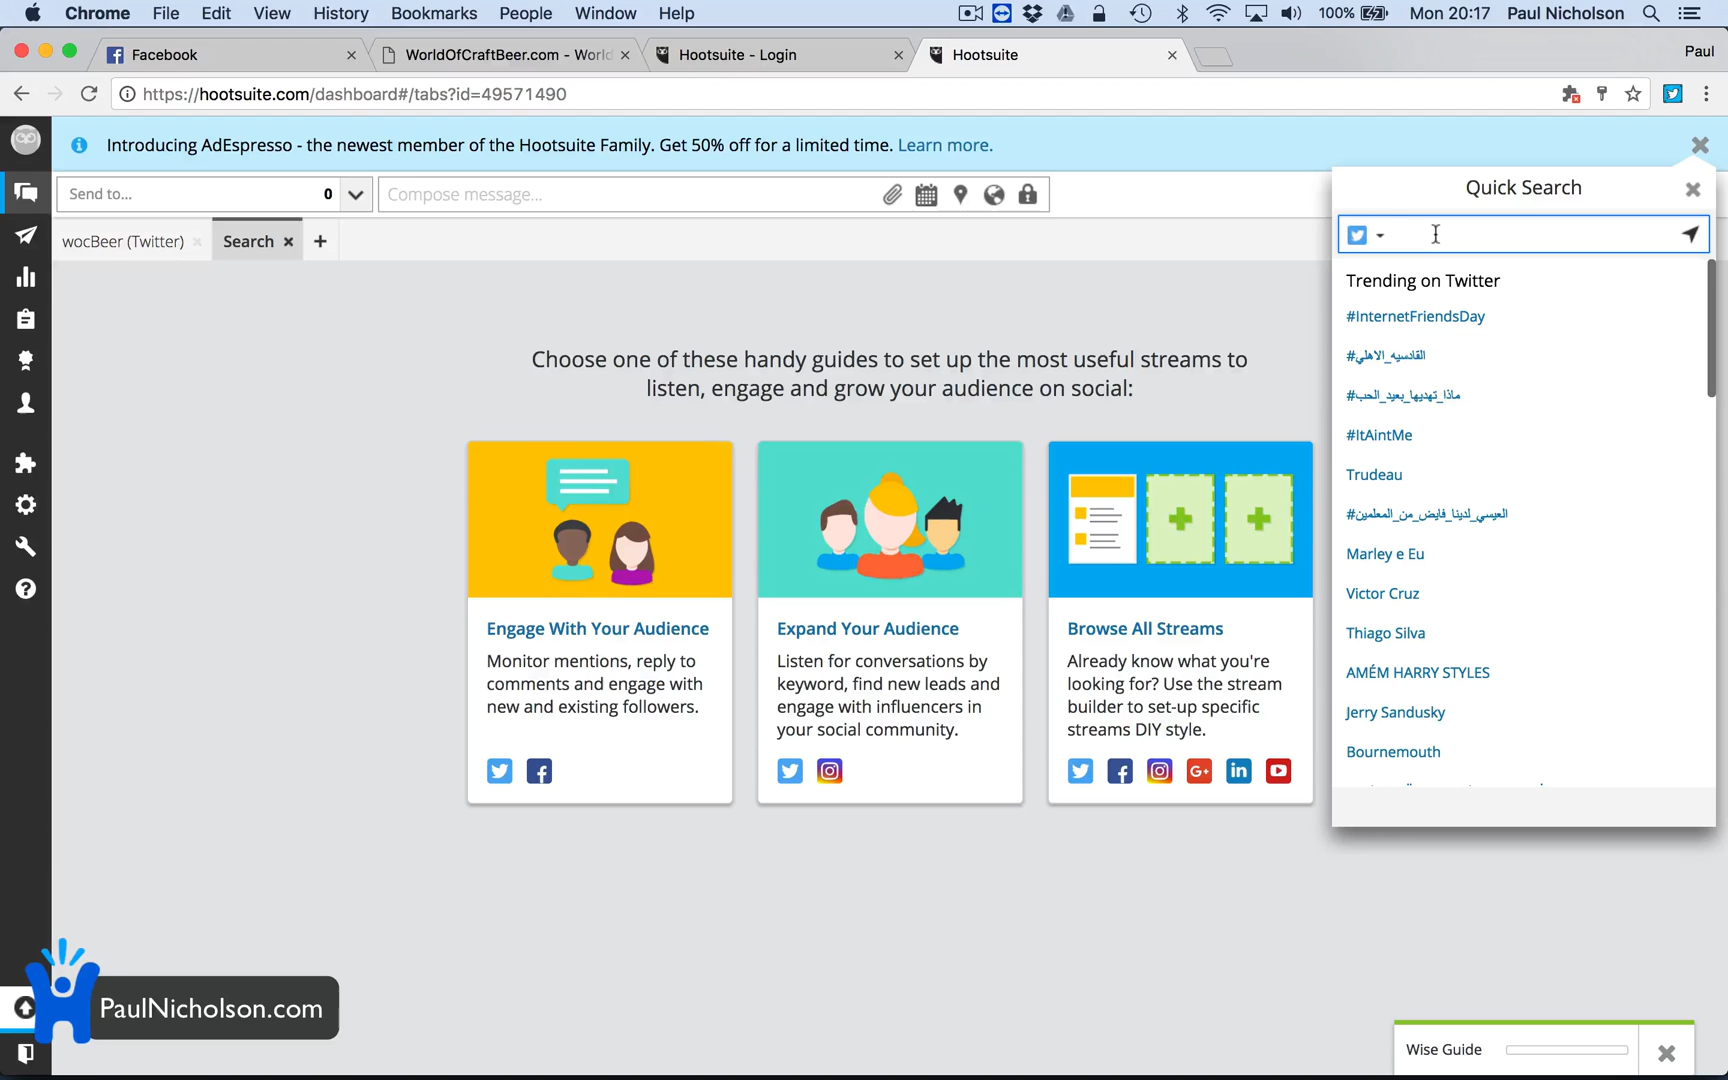 Chrome File Edit View History Bookmarks People Window Help 100% Mon 20:17 Paul Nicholson
Facebook WorldOfCraftBeer.com - World Hootsuite - Login Hootsuite Paul
https://hootsuite.com/dashboard#/tabs?id=49571490
Introducing AdEspresso - the newest member of the Hootsuite Family. Get 50% off for a limited time. Learn more.
Send to... 0 Compose message...
wocBeer (Twitter) Search
Choose one of these handy guides to set up the most useful streams to
listen, engage and grow your audience on social:
Engage With Your Audience
Monitor mentions, reply to
comments and engage with
new and existing followers.
Expand Your Audience
Listen for conversations by
keyword, find new leads and
engage with influencers in
your social community.
Browse All Streams
Already know what you're
looking for? Use the stream
builder to set-up specific
streams DIY style.
Quick Search
Trending on Twitter
#InternetFriendsDay
#القادسيه_الاهلي
#ماذا_تهديها_بعيد_الحب
#ItAintMe
Trudeau
#العيسي_لدينا_فايض_من_المعلمين
Marley e Eu
Victor Cruz
Thiago Silva
AMÉM HARRY STYLES
Jerry Sandusky
Bournemouth
PaulNicholson.com
Wise Guide